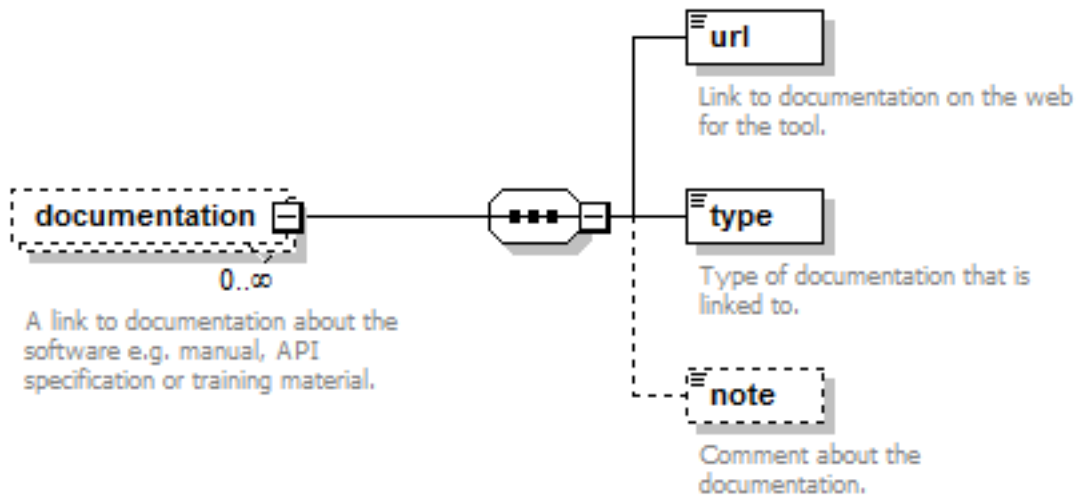 url
Link to documentation on the web
for the tool.
documentation
0..∞
A link to documentation about the
software e.g. manual, API
specification or training material.
type
Type of documentation that is
linked to.
note
Comment about the
documentation.